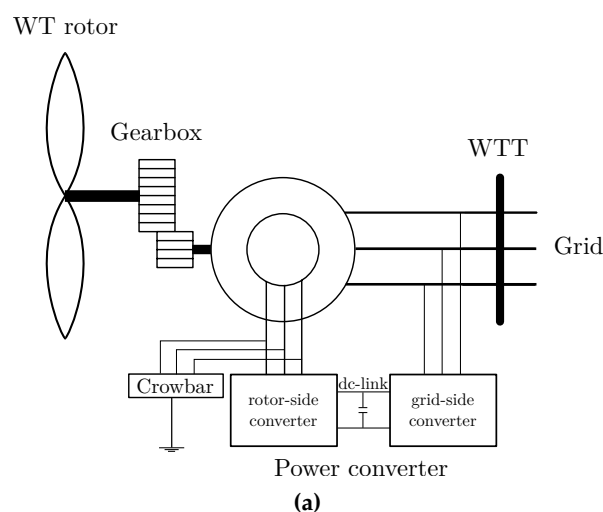 WT rotor
Gearbox
WTT
Grid
Crowbar
rotor-side
converter
dc-link
grid-side
converter
Power converter
(a)